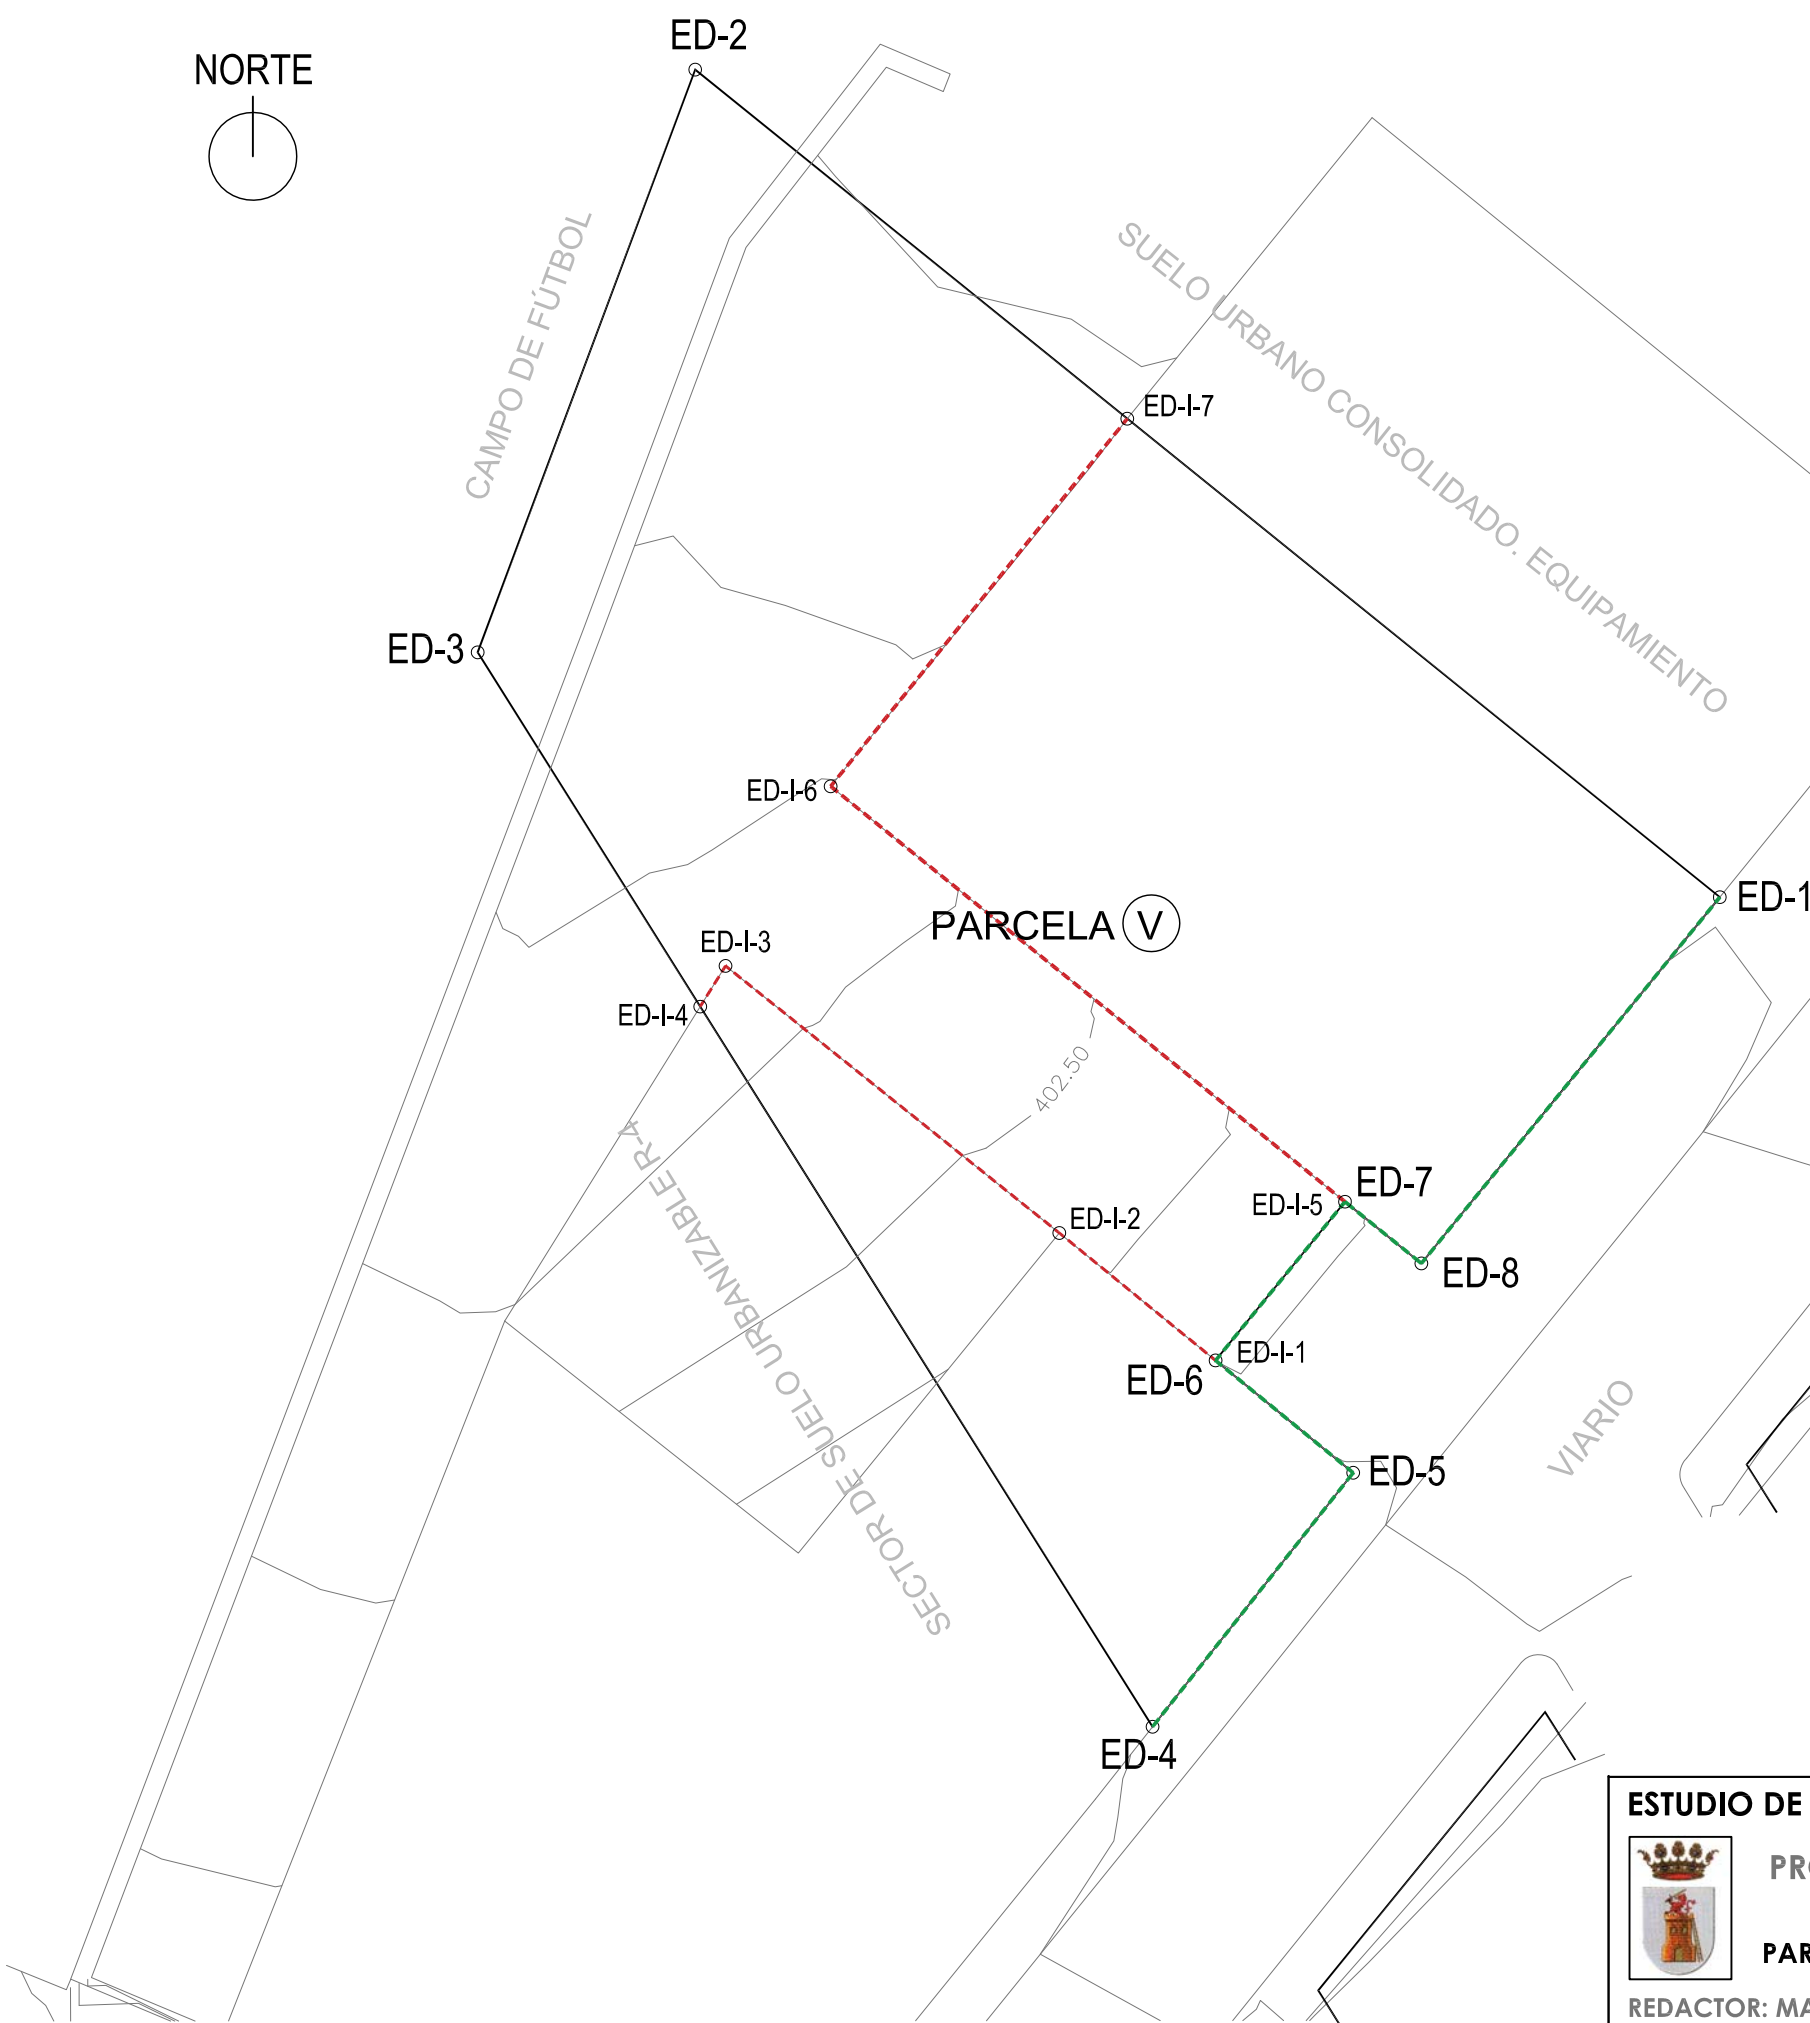 ED-2
NORTE
CAMPO DE FÚTBOL
SUELO URBANO CONSOLIDADO. EQUIPAMIENTO
ED-I-7
ED-3
ED-I-6
ED-1
PARCELA V
ED-I-3
ED-I-4
402.50
SECTOR DE SUELO URBANIZABLE R-4
ED-7
ED-I-5
ED-I-2
ED-8
ED-I-1
ED-6
VIARIO
ED-5
ED-4
ESTUDIO DE
REDACTOR: